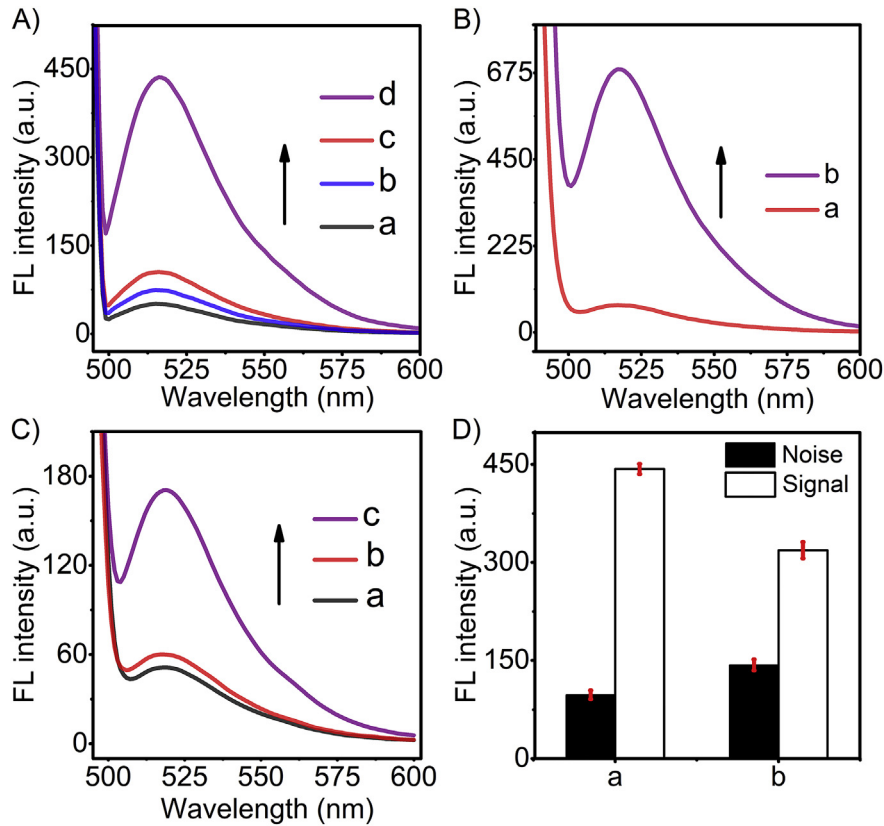 A)
FL intensity (a.u.)
450
300
150
0
d
c
b
a
500 525 550 575 600
Wavelength (nm)
B)
FL intensity (a.u.)
675
450
225
0
b
a
500 525 550 575 600
Wavelength (nm)
C)
FL intensity (a.u.)
180
120
60
0
c
b
a
500 525 550 575 600
Wavelength (nm)
D)
FL intensity (a.u.)
450
300
150
0
Noise
Signal
a b